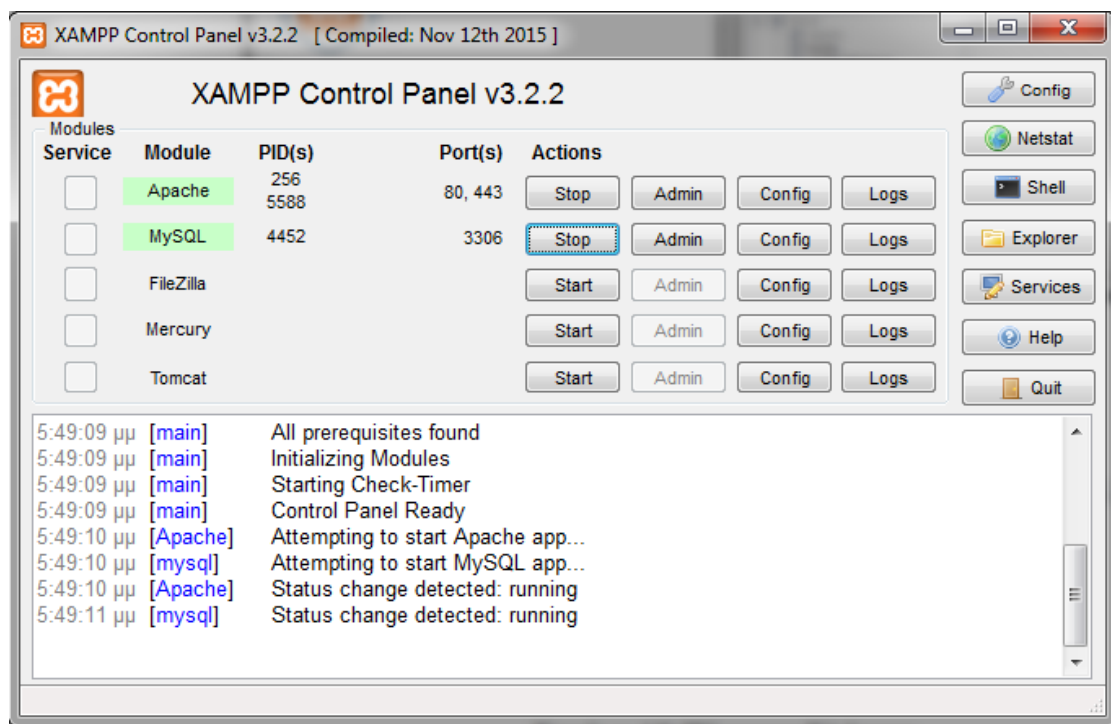 XAMPP Control Panel v3.2.2 [ Compiled: Nov 12th 2015 ]
XAMPP Control Panel v3.2.2
Config
Modules
Service Module PID(s) Port(s) Actions
Netstat
Apache 256 5588 80, 443 Stop Admin Config Logs
Shell
MySQL 4452 3306 Stop Admin Config Logs
Explorer
FileZilla Start Admin Config Logs
Services
Mercury Start Admin Config Logs
Help
Tomcat Start Admin Config Logs
Quit
5:49:09 μμ [main] All prerequisites found
5:49:09 μμ [main] Initializing Modules
5:49:09 μμ [main] Starting Check-Timer
5:49:09 μμ [main] Control Panel Ready
5:49:10 μμ [Apache] Attempting to start Apache app...
5:49:10 μμ [mysql] Attempting to start MySQL app...
5:49:10 μμ [Apache] Status change detected: running
5:49:11 μμ [mysql] Status change detected: running